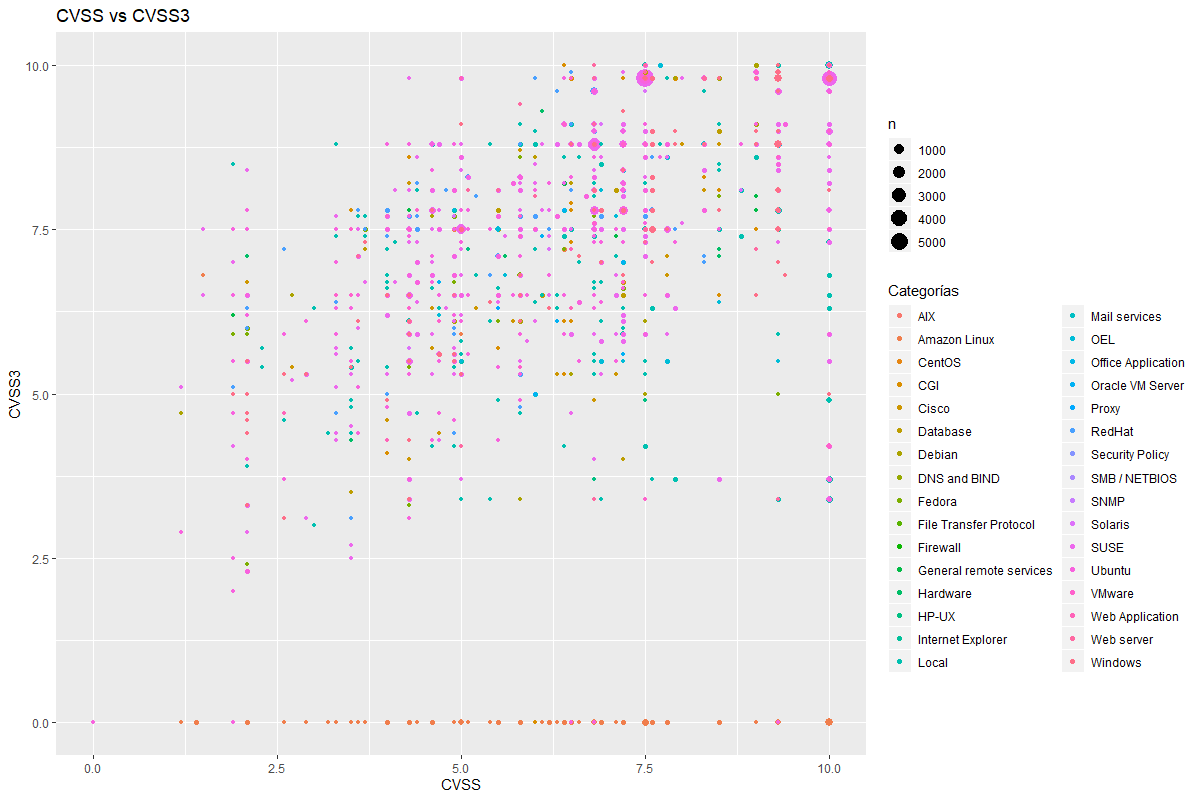 CVSS vs CVSS3
CVSS3
10.0
7.5
5.0
2.5
0.0
0.0
2.5
5.0
7.5
10.0
CVSS
n
1000
2000
3000
4000
5000
Categorías
AIX
Amazon Linux
CentOS
CGI
Cisco
Database
Debian
DNS and BIND
Fedora
File Transfer Protocol
Firewall
General remote services
Hardware
HP-UX
Internet Explorer
Local
Mail services
OEL
Office Application
Oracle VM Server
Proxy
RedHat
Security Policy
SMB / NETBIOS
SNMP
Solaris
SUSE
Ubuntu
VMware
Web Application
Web server
Windows